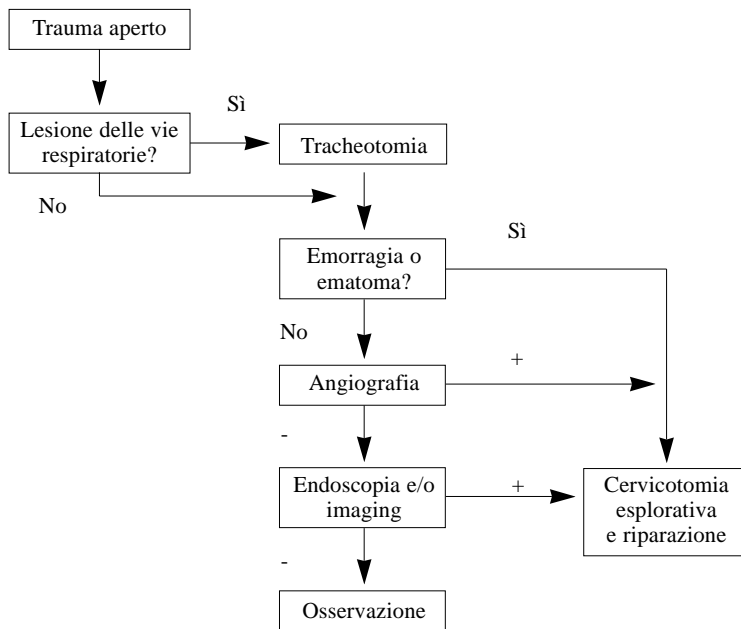 Trauma aperto
Sì
Lesione delle vie
respiratorie?
Tracheotomia
No
Sì
Emorragia o
ematoma?
No
+
Angiografia
-
Endoscopia e/o
imaging
+
Cervicotomia
esplorativa
e riparazione
-
Osservazione